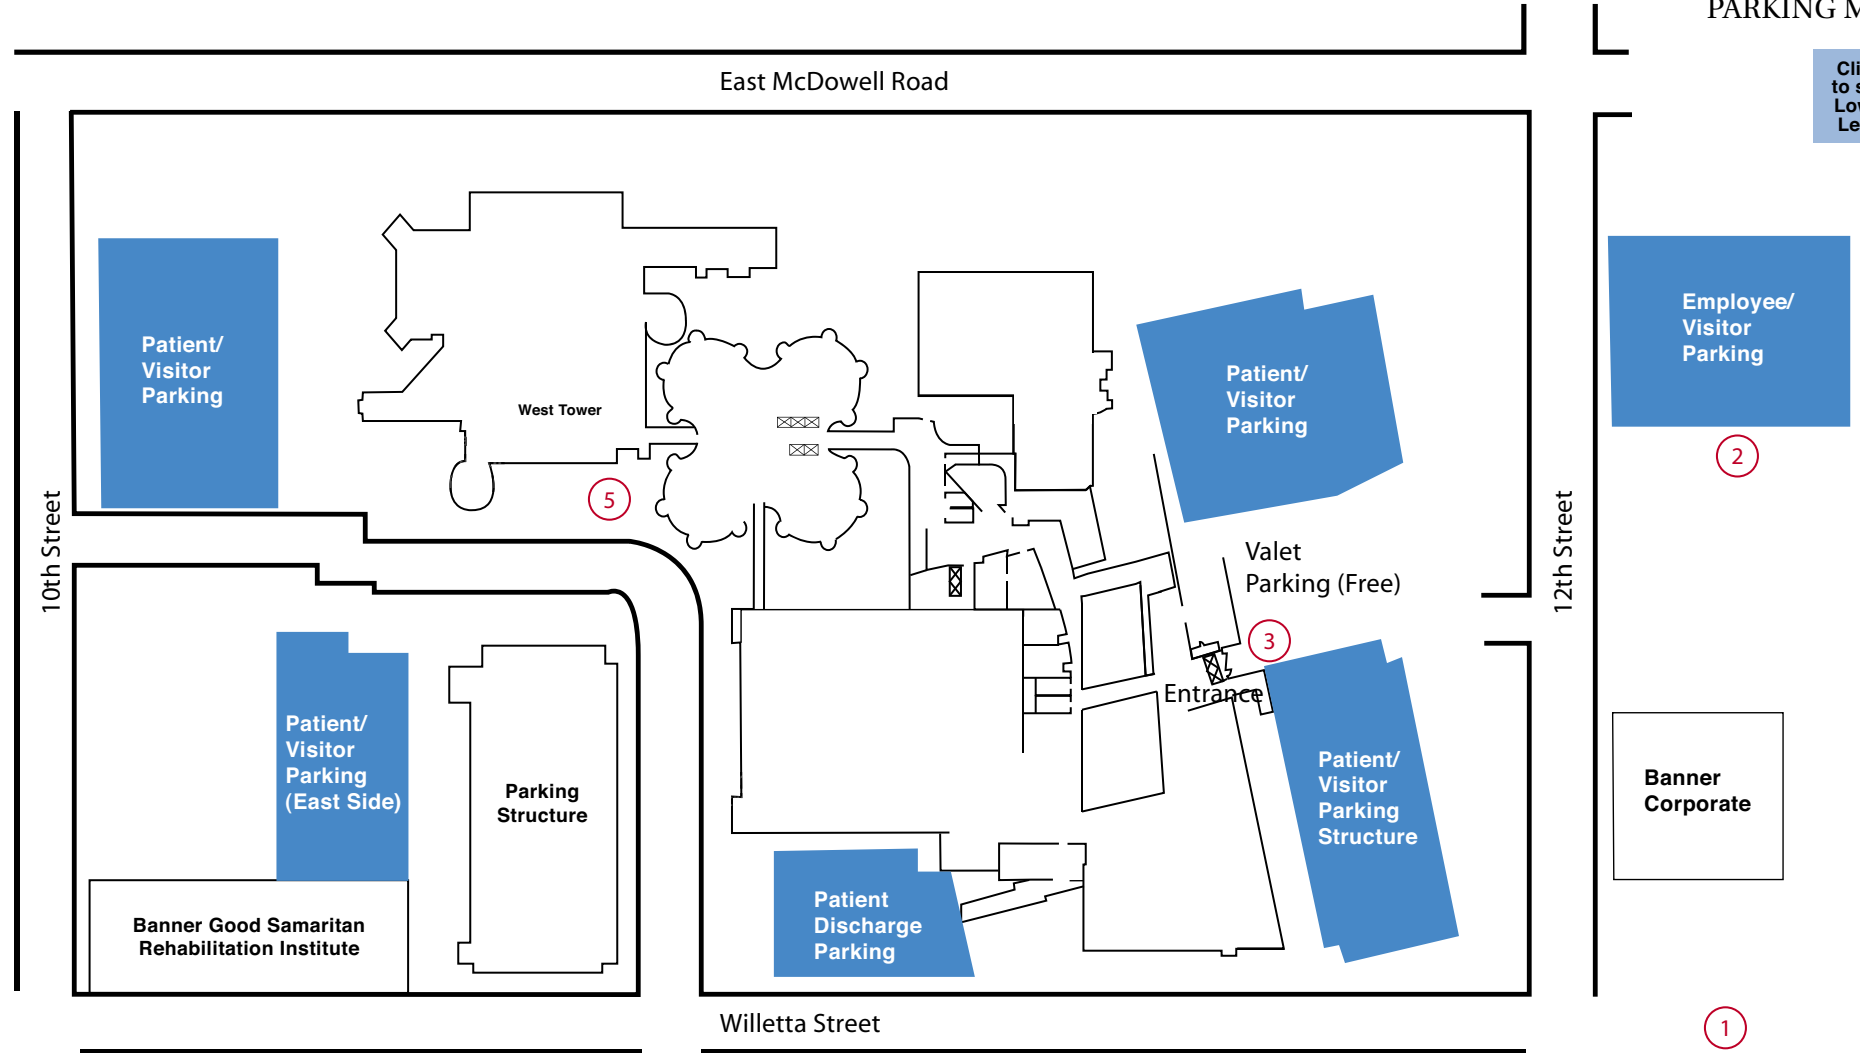 PARKING
East McDowell Road
to
Patient/
Visitor
Parking
West Tower
Patient/
Visitor
Parking
Employee/
Visitor
Parking
2
5
10th Street
12th Street
Valet
Parking (Free)
3
Entrance
Patient/
Visitor
Parking
(East Side)
Parking
Structure
Patient/
Visitor
Parking
Structure
Banner
Corporate
Patient
Discharge
Parking
Banner Good Samaritan
Rehabilitation Institute
Willetta Street
1